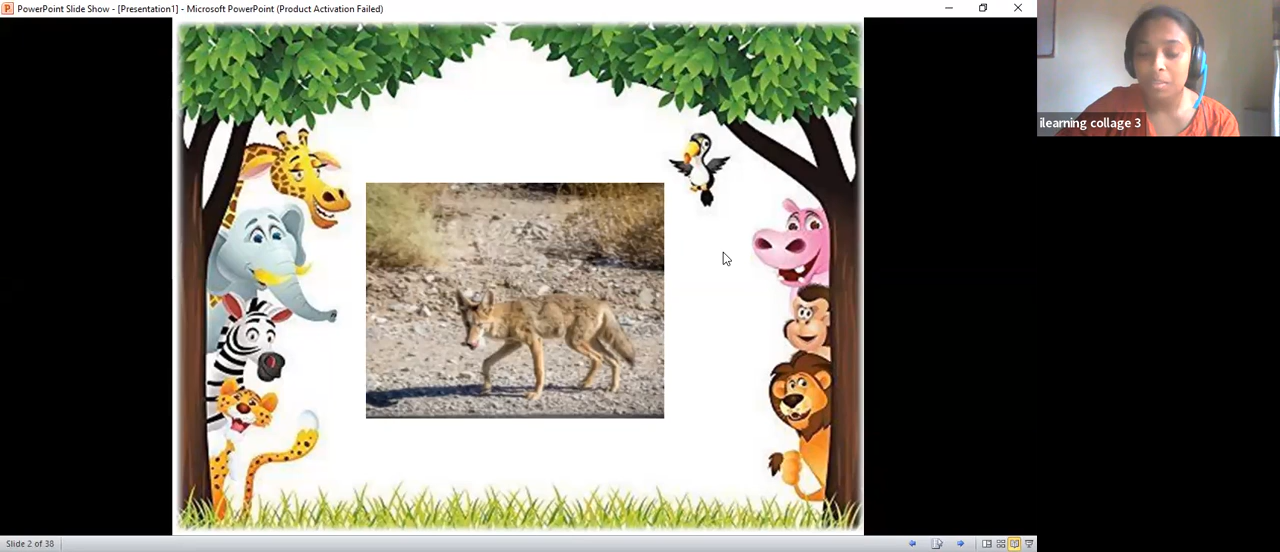 PowerPoint Slide Show - [Presentation1] - Microsoft PowerPoint (Product Activation Failed)
ilearning collage 3
Slide 2 of 38